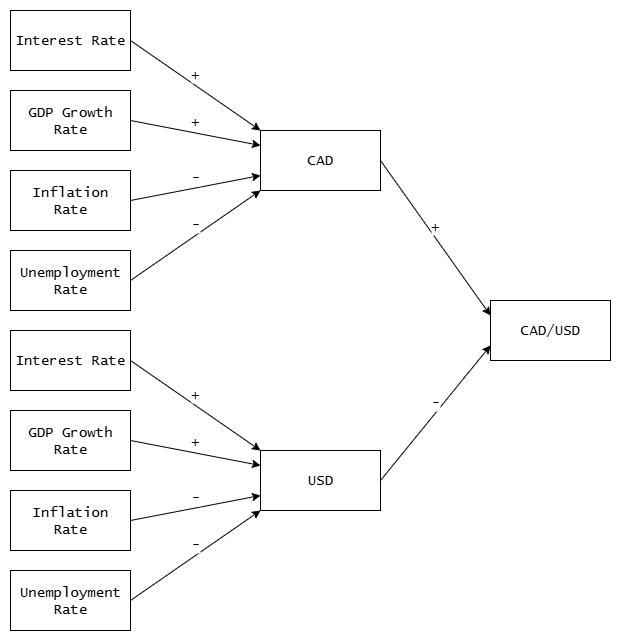 Interest Rate
+
GDP Growth
Rate
+
CAD
Inflation
Rate
–
–
+
Unemployment
Rate
CAD/USD
Interest Rate
+
–
GDP Growth
Rate
+
USD
Inflation
Rate
–
–
Unemployment
Rate